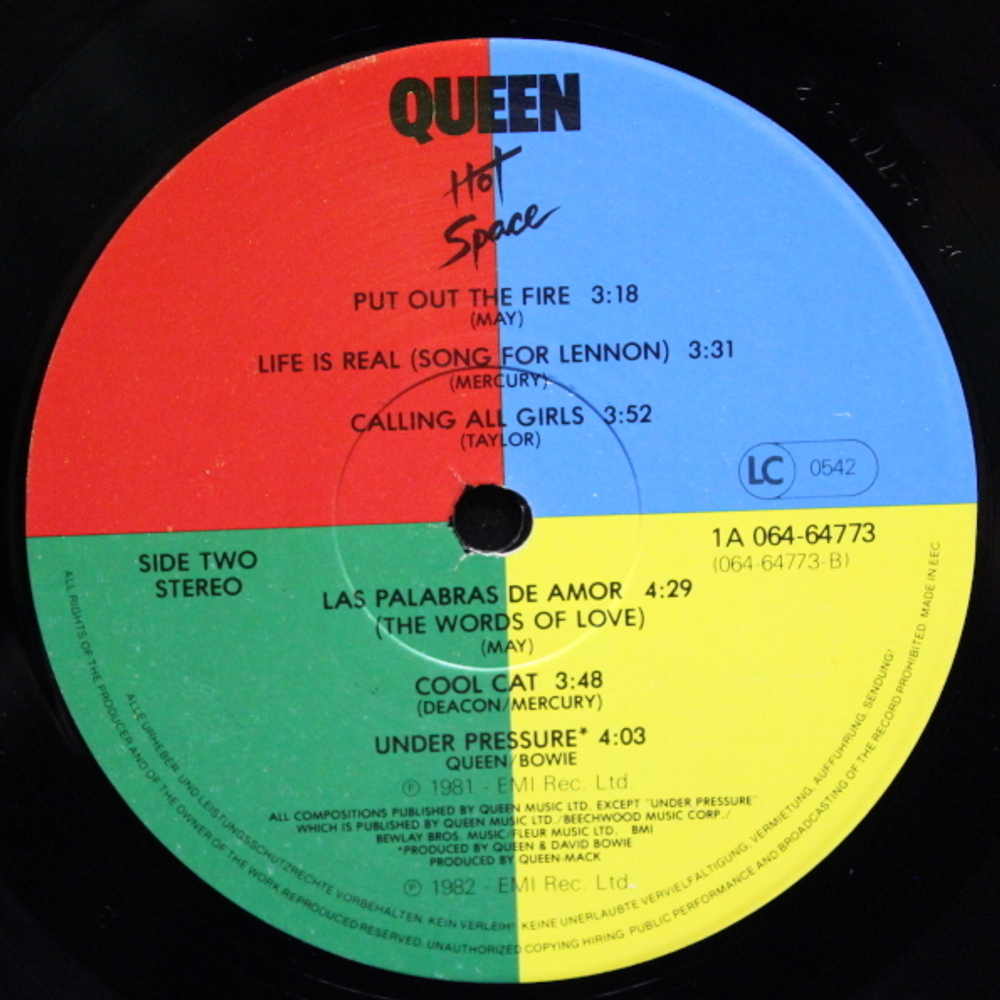 QUEEN
Hot
Space
PUT OUT THE FIRE 3:18
(MAY)
LIFE IS REAL (SONG FOR LENNON) 3:31
(MERCURY)
CALLING ALL GIRLS 3:52
(TAYLOR)
LC 0542
SIDE TWO
STEREO
1A 064-64773
(064-64773-B)
LAS PALABRAS DE AMOR 4:29
(THE WORDS OF LOVE)
(MAY)
COOL CAT 3:48
(DEACON/MERCURY)
UNDER PRESSURE* 4:03
QUEEN/BOWIE
℗ 1981 - EMI Rec. Ltd.
ALL COMPOSITIONS PUBLISHED BY QUEEN MUSIC LTD. EXCEPT "UNDER PRESSURE"
WHICH IS PUBLISHED BY QUEEN MUSIC LTD./BEECHWOOD MUSIC CORP./
BEWLAY BROS. MUSIC/FLEUR MUSIC LTD. BMI
*PRODUCED BY QUEEN & DAVID BOWIE
PRODUCED BY QUEEN-MACK
℗ 1982 - EMI Rec. Ltd.
ALLE URHEBER- UND LEISTUNGSSCHUTZRECHTE VORBEHALTEN. KEIN VERLEIH! KEINE UNERLAUBTE VERVIELFÄLTIGUNG, VERMIETUNG, AUFFÜHRUNG, SENDUNG!
ALL RIGHTS OF THE PRODUCER AND OF THE OWNER OF THE WORK REPRODUCED RESERVED. UNAUTHORIZED COPYING HIRING PUBLIC PERFORMANCE AND BROADCASTING OF THE RECORD PROHIBITED. MADE IN EEC.